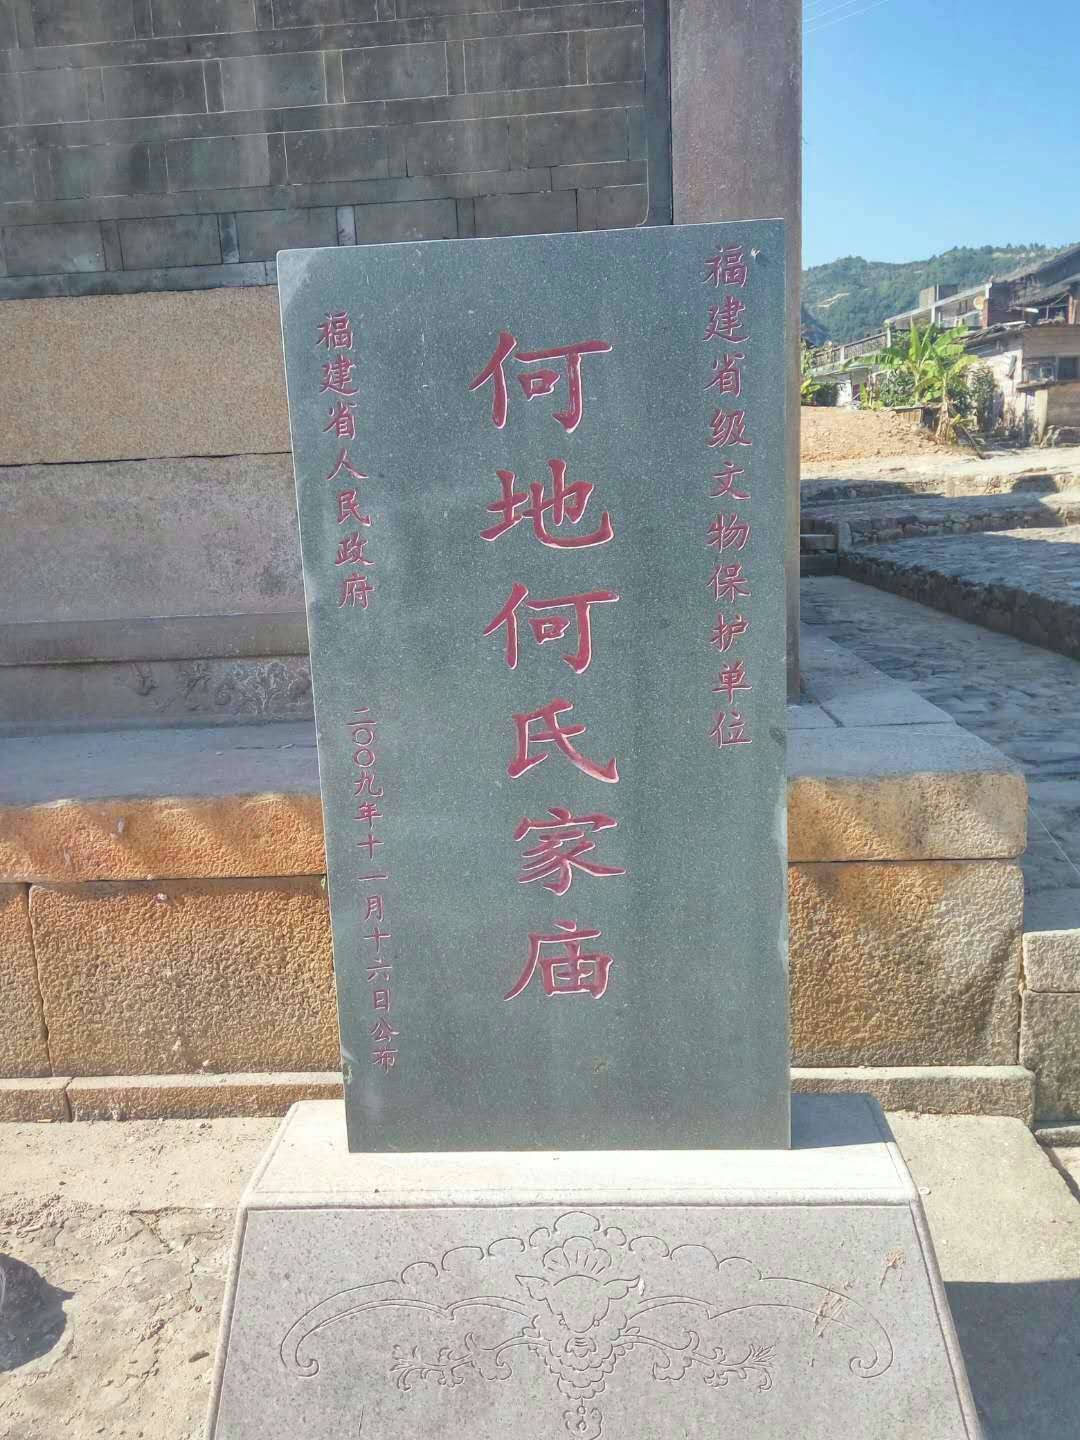 福建省级文物保护单位
何地何氏家庙
福建省人民政府
二〇〇九年十一月十六日公布